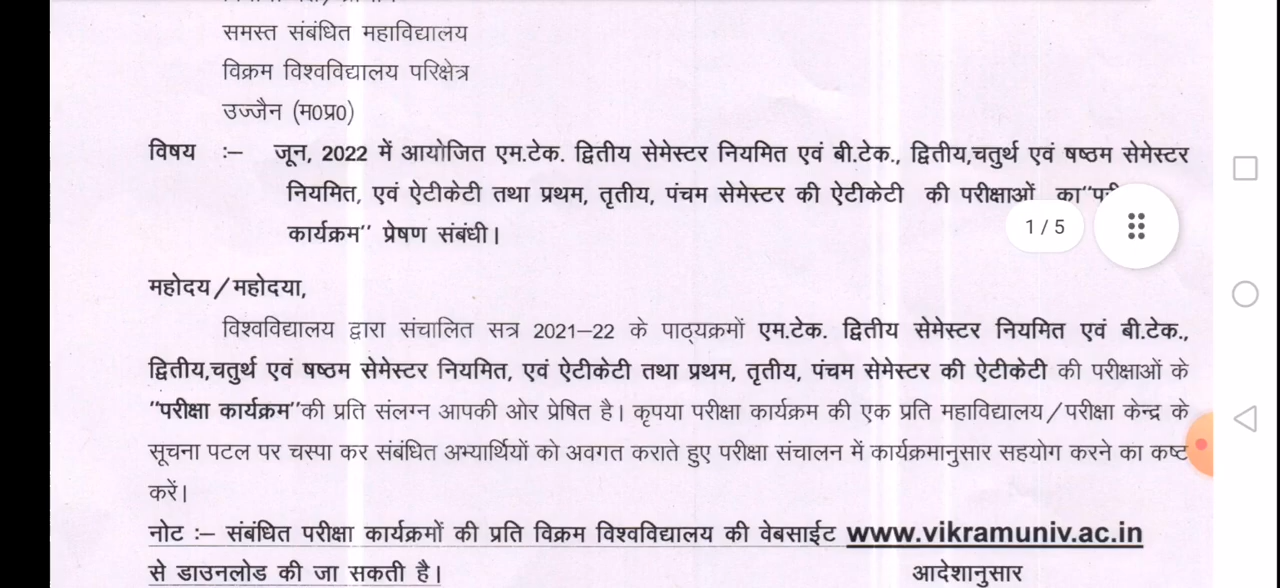 समस्त संबंधित महाविद्यालय
विक्रम विश्वविद्यालय परिक्षेत्र
उज्जैन (म0प्र0)
विषय :– जून, 2022 में आयोजित एम.टेक. द्वितीय सेमेस्टर नियमित एवं बी.टेक., द्वितीय,चतुर्थ एवं षष्ठम सेमेस्टर
नियमित, एवं ऐटीकेटी तथा प्रथम, तृतीय, पंचम सेमेस्टर की ऐटीकेटी की परीक्षाओं का
कार्यक्रम" प्रेषण संबंधी।
1 / 5
महोदय/महोदया,
विश्वविद्यालय द्वारा संचालित सत्र 2021–22 के पाठ्यक्रमों एम.टेक. द्वितीय सेमेस्टर नियमित एवं बी.टेक.,
द्वितीय,चतुर्थ एवं षष्ठम सेमेस्टर नियमित, एवं ऐटीकेटी तथा प्रथम, तृतीय, पंचम सेमेस्टर की ऐटीकेटी की परीक्षाओं के
"परीक्षा कार्यक्रम"की प्रति संलग्न आपकी ओर प्रेषित है। कृपया परीक्षा कार्यक्रम की एक प्रति महाविद्यालय/परीक्षा केन्द्र के
सूचना पटल पर चस्पा कर संबंधित अभ्यार्थियों को अवगत कराते हुए परीक्षा संचालन में कार्यक्रमानुसार सहयोग करने का कष्ट
करें।
नोट :– संबंधित परीक्षा कार्यक्रमों की प्रति विक्रम विश्वविद्यालय की वेबसाईट www.vikramuniv.ac.in
से डाउनलोड की जा सकती है।
आदेशानुसार